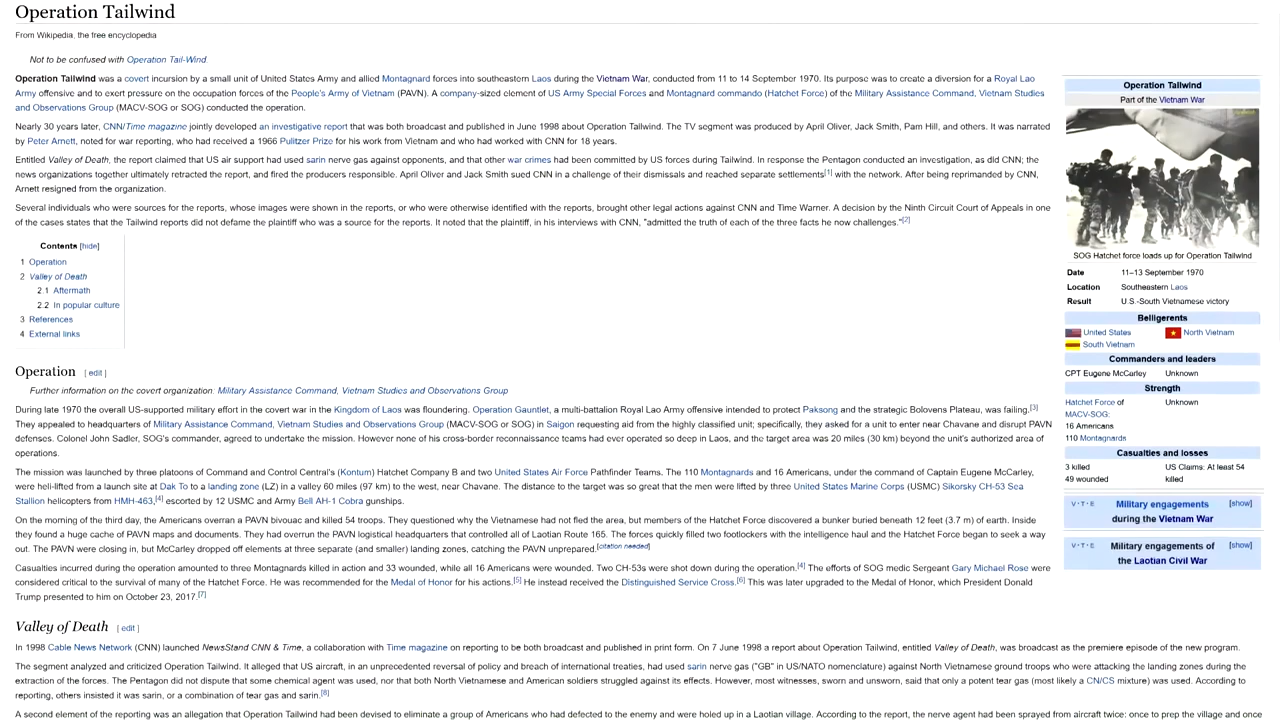 Operation Tailwind
From Wikipedia, the free encyclopedia
Not to be confused with Operation Tail-Wind.
Operation Tailwind was a covert incursion by a small unit of United States Army and allied Montagnard forces into southeastern Laos during the Vietnam War, conducted from 11 to 14 September 1970. Its purpose was to create a diversion for a Royal Lao
Army offensive and to exert pressure on the occupation forces of the People's Army of Vietnam (PAVN). A company-sized element of US Army Special Forces and Montagnard commando (Hatchet Force) of the Military Assistance Command, Vietnam Studies
and Observations Group (MACV-SOG or SOG) conducted the operation.
Nearly 30 years later, CNN/Time magazine jointly developed an investigative report that was both broadcast and published in June 1998 about Operation Tailwind. The TV segment was produced by April Oliver, Jack Smith, Pam Hill, and others. It was narrated
by Peter Arnett, noted for war reporting, who had received a 1966 Pulitzer Prize for his work from Vietnam and who had worked with CNN for 18 years.
Entitled Valley of Death, the report claimed that US air support had used sarin nerve gas against opponents, and that other war crimes had been committed by US forces during Tailwind. In response the Pentagon conducted an investigation, as did CNN; the
news organizations together ultimately retracted the report, and fired the producers responsible. April Oliver and Jack Smith sued CNN in a challenge of their dismissals and reached separate settlements[1] with the network. After being reprimanded by CNN,
Arnett resigned from the organization.
Several individuals who were sources for the reports, whose images were shown in the reports, or who were otherwise identified with the reports, brought other legal actions against CNN and Time Warner. A decision by the Ninth Circuit Court of Appeals in one
of the cases states that the Tailwind reports did not defame the plaintiff who was a source for the reports. It noted that the plaintiff, in his interviews with CNN, "admitted the truth of each of the three facts he now challenges."[2]
Contents [hide]
1 Operation
2 Valley of Death
2.1 Aftermath
2.2 In popular culture
3 References
4 External links
Operation [ edit ]
Further information on the covert organization: Military Assistance Command, Vietnam Studies and Observations Group
During late 1970 the overall US-supported military effort in the covert war in the Kingdom of Laos was floundering. Operation Gauntlet, a multi-battalion Royal Lao Army offensive intended to protect Paksong and the strategic Bolovens Plateau, was failing.[3]
They appealed to headquarters of Military Assistance Command, Vietnam Studies and Observations Group (MACV-SOG or SOG) in Saigon requesting aid from the highly classified unit; specifically, they asked for a unit to enter near Chavane and disrupt PAVN
defenses. Colonel John Sadler, SOG's commander, agreed to undertake the mission. However none of his cross-border reconnaissance teams had ever operated so deep in Laos, and the target area was 20 miles (30 km) beyond the unit's authorized area of
operations.
The mission was launched by three platoons of Command and Control Central's (Kontum) Hatchet Company B and two United States Air Force Pathfinder Teams. The 110 Montagnards and 16 Americans, under the command of Captain Eugene McCarley,
were heli-lifted from a launch site at Dak To to a landing zone (LZ) in a valley 60 miles (97 km) to the west, near Chavane. The distance to the target was so great that the men were lifted by three United States Marine Corps (USMC) Sikorsky CH-53 Sea
Stallion helicopters from HMH-463,[4] escorted by 12 USMC and Army Bell AH-1 Cobra gunships.
On the morning of the third day, the Americans overran a PAVN bivouac and killed 54 troops. They questioned why the Vietnamese had not fled the area, but members of the Hatchet Force discovered a bunker buried beneath 12 feet (3.7 m) of earth. Inside
they found a huge cache of PAVN maps and documents. They had overrun the PAVN logistical headquarters that controlled all of Laotian Route 165. The forces quickly filled two footlockers with the intelligence haul and the Hatchet Force began to seek a way
out. The PAVN were closing in, but McCarley dropped off elements at three separate (and smaller) landing zones, catching the PAVN unprepared.[citation needed]
Casualties incurred during the operation amounted to three Montagnards killed in action and 33 wounded, while all 16 Americans were wounded. Two CH-53s were shot down during the operation.[4] The efforts of SOG medic Sergeant Gary Michael Rose were
considered critical to the survival of many of the Hatchet Force. He was recommended for the Medal of Honor for his actions.[5] He instead received the Distinguished Service Cross.[6] This was later upgraded to the Medal of Honor, which President Donald
Trump presented to him on October 23, 2017.[7]
Valley of Death [ edit ]
In 1998 Cable News Network (CNN) launched NewsStand CNN & Time, a collaboration with Time magazine on reporting to be both broadcast and published in print form. On 7 June 1998 a report about Operation Tailwind, entitled Valley of Death, was broadcast as the premiere episode of the new program.
The segment analyzed and criticized Operation Tailwind. It alleged that US aircraft, in an unprecedented reversal of policy and breach of international treaties, had used sarin nerve gas ("GB" in US/NATO nomenclature) against North Vietnamese ground troops who were attacking the landing zones during the
extraction of the forces. The Pentagon did not dispute that some chemical agent was used, nor that both North Vietnamese and American soldiers struggled against its effects. However, most witnesses, sworn and unsworn, said that only a potent tear gas (most likely a CN/CS mixture) was used. According to
reporting, others insisted it was sarin, or a combination of tear gas and sarin.[8]
A second element of the reporting was an allegation that Operation Tailwind had been devised to eliminate a group of Americans who had defected to the enemy and were holed up in a Laotian village. According to the report, the nerve agent had been sprayed from aircraft twice: once to prep the village and once
Operation Tailwind
Part of the Vietnam War
SOG Hatchet force loads up for Operation Tailwind
Date 11–13 September 1970
Location Southeastern Laos
Result U.S.-South Vietnamese victory
Belligerents
United States North Vietnam
South Vietnam
Commanders and leaders
CPT Eugene McCarley Unknown
Strength
Hatchet Force of Unknown
MACV-SOG:
16 Americans
110 Montagnards
Casualties and losses
3 killed US Claims: At least 54
49 wounded killed
V·T·E Military engagements [show]
during the Vietnam War
V·T·E Military engagements of [show]
the Laotian Civil War